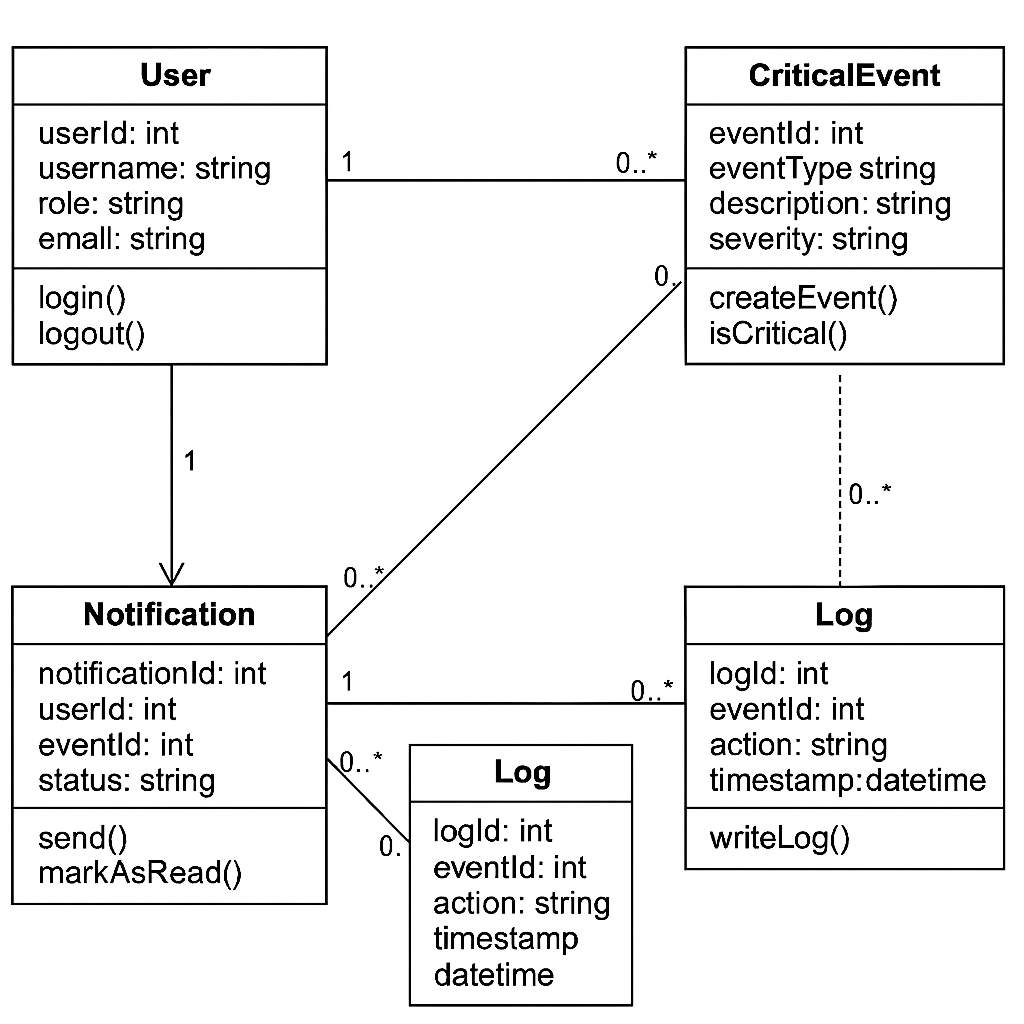 User
userId: int
username: string
role: string
emall: string
login()
logout()
1
0..*
CriticalEvent
eventId: int
eventType string
description: string
severity: string
createEvent()
isCritical()
0.
1
0..*
0..*
Notification
notificationId: int
userId: int
eventId: int
status: string
send()
markAsRead()
1
0..*
Log
logId: int
eventId: int
action: string
timestamp:datetime
writeLog()
0..*
0.
Log
logId: int
eventId: int
action: string
timestamp
datetime